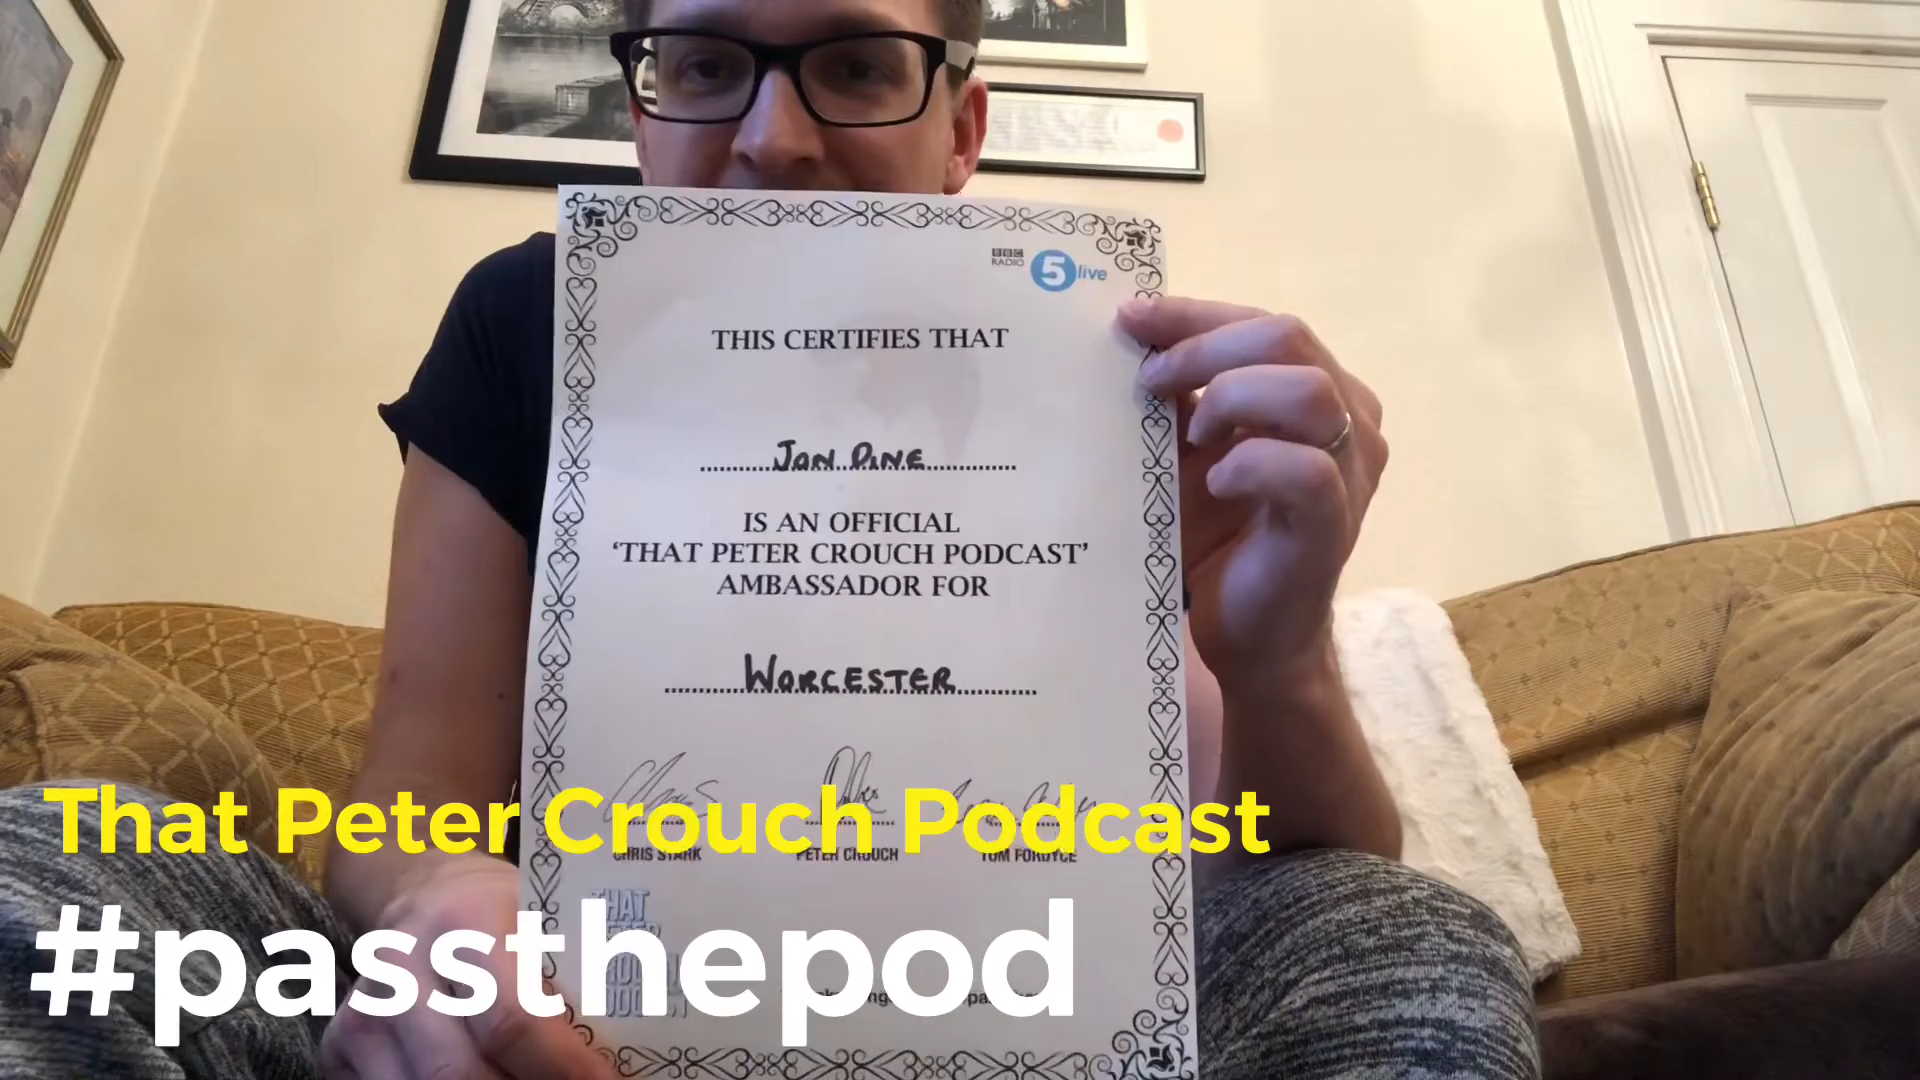 BBC
RADIO 5 live
THIS CERTIFIES THAT
JON DINE
IS AN OFFICIAL
‘THAT PETER CROUCH PODCAST’
AMBASSADOR FOR
WORCESTER
That Peter Crouch Podcast
CHRIS STARK PETER CROUCH TOM FORDYCE
THAT
#passthepod